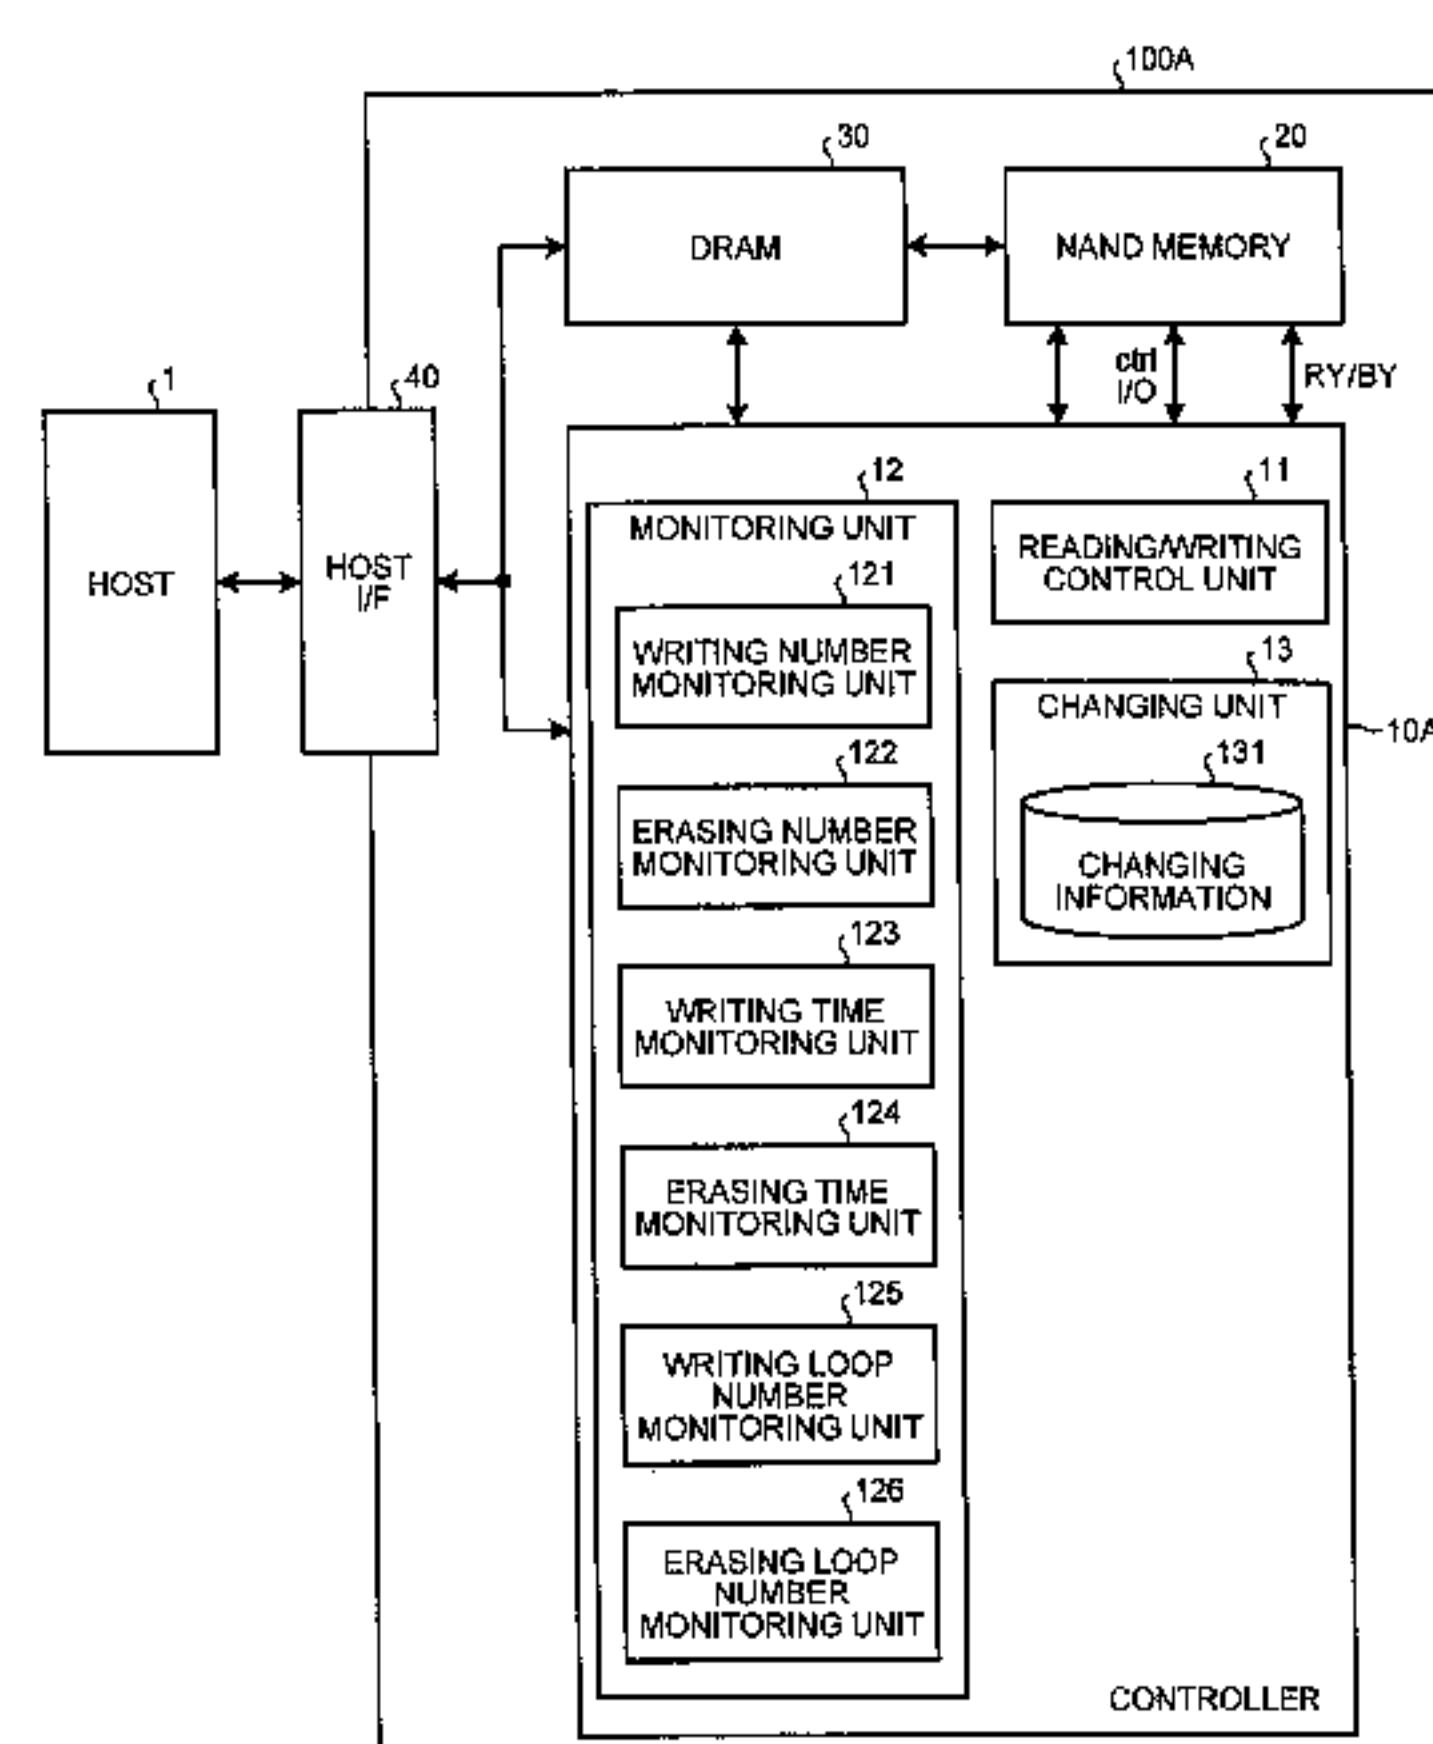 100A
30
20
DRAM
NAND MEMORY
ctrl
I/O
RY/BY
1
40
HOST
HOST
I/F
12
11
MONITORING UNIT
READING/WRITING
CONTROL UNIT
121
WRITING NUMBER
MONITORING UNIT
13
CHANGING UNIT
10A
131
CHANGING
INFORMATION
122
ERASING NUMBER
MONITORING UNIT
123
WRITING TIME
MONITORING UNIT
124
ERASING TIME
MONITORING UNIT
125
WRITING LOOP
NUMBER
MONITORING UNIT
126
ERASING LOOP
NUMBER
MONITORING UNIT
CONTROLLER